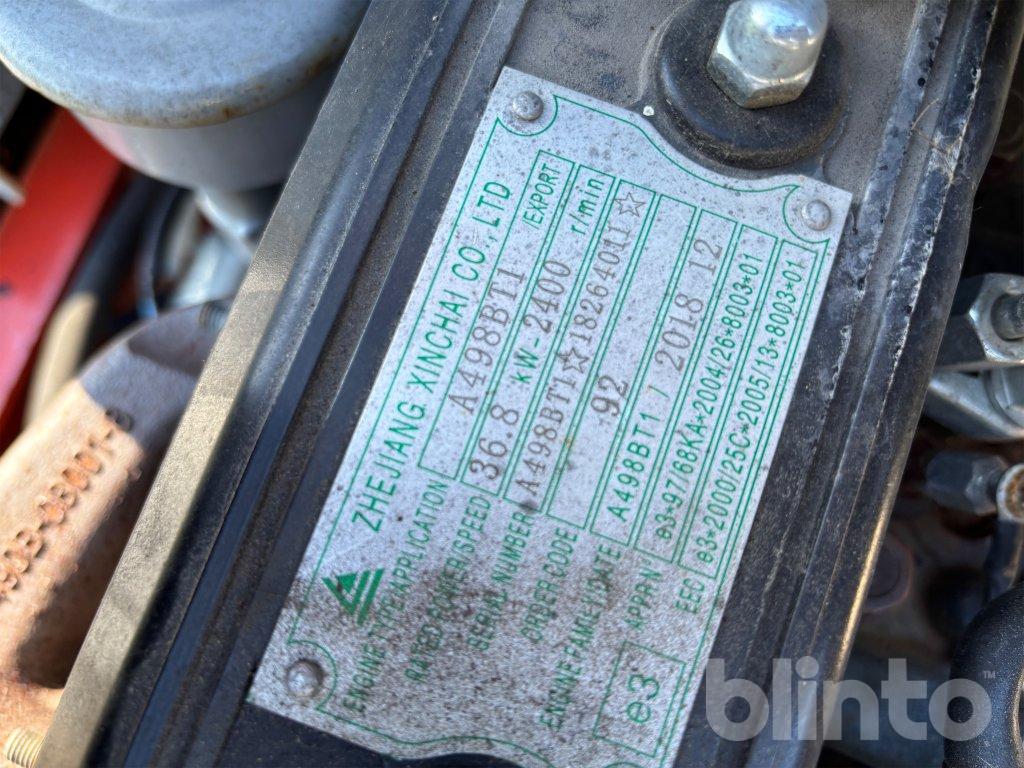 ZHEJIANG XINCHAI CO.,LTD
ENGINE TYPE/APPLICATION A498BT1 /EXPORT
RATED POWER/SPEED 36.8 kW-2400 r/min
SERIAL NUMBER A498BT1☆18264011☆
ORDER CODE 92
ENGINE FAMILY/DATE A498BT1 / 2018 12
APPRN° e3*97/68KA*2004/26*8003*01
EEC e3*2000/25C*2005/13*8003*01
e3
blinto™